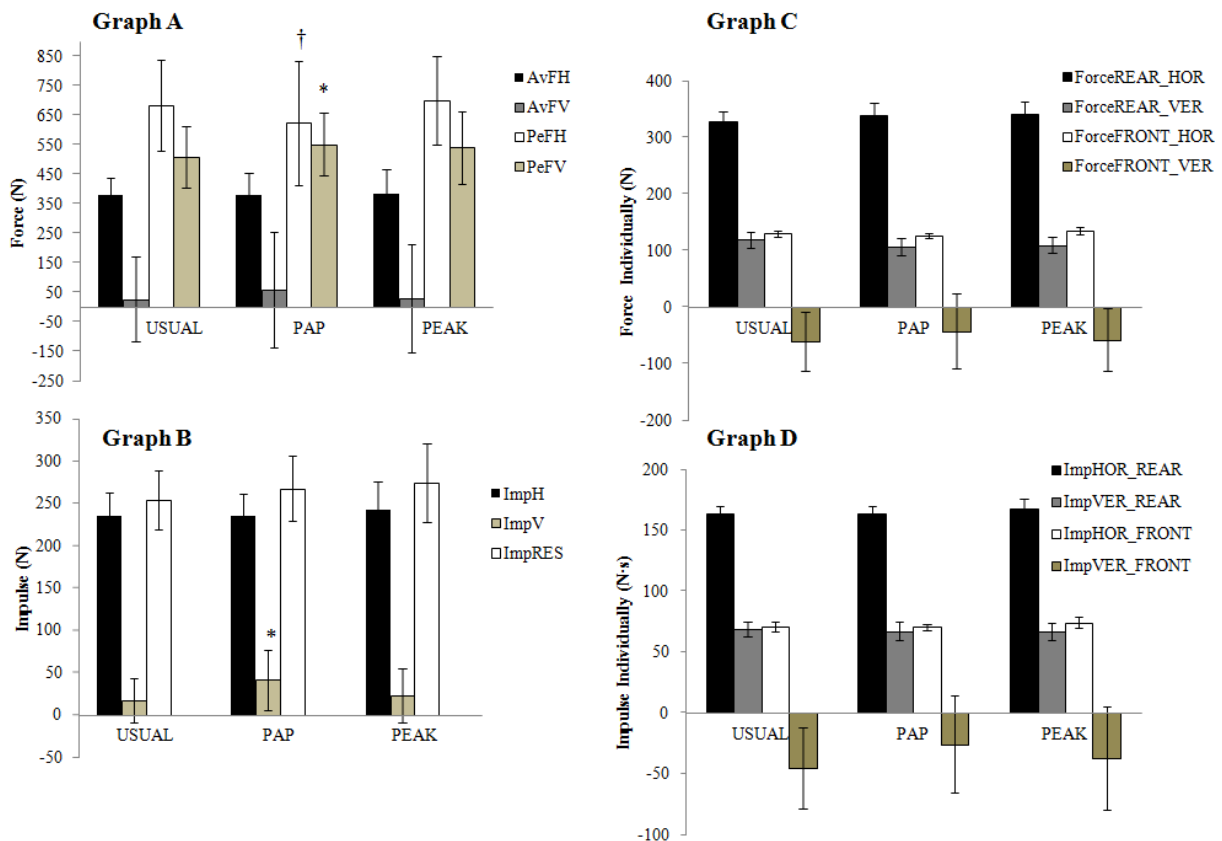 Graph A
850
750
650
550
450
350
250
150
50
-50
-150
-250
Force (N)
†
*
USUAL
PAP
PEAK
AvFH
AvFV
PeFH
PeFV
Graph C
400
300
200
100
0
-100
-200
Force Individually (N)
USUAL
PAP
PEAK
ForceREAR_HOR
ForceREAR_VER
ForceFRONT_HOR
ForceFRONT_VER
Graph B
350
300
250
200
150
100
50
0
-50
Impulse (N)
*
USUAL
PAP
PEAK
ImpH
ImpV
ImpRES
Graph D
200
150
100
50
0
-50
-100
Impulse Individually (N·s)
USUAL
PAP
PEAK
ImpHOR_REAR
ImpVER_REAR
ImpHOR_FRONT
ImpVER_FRONT